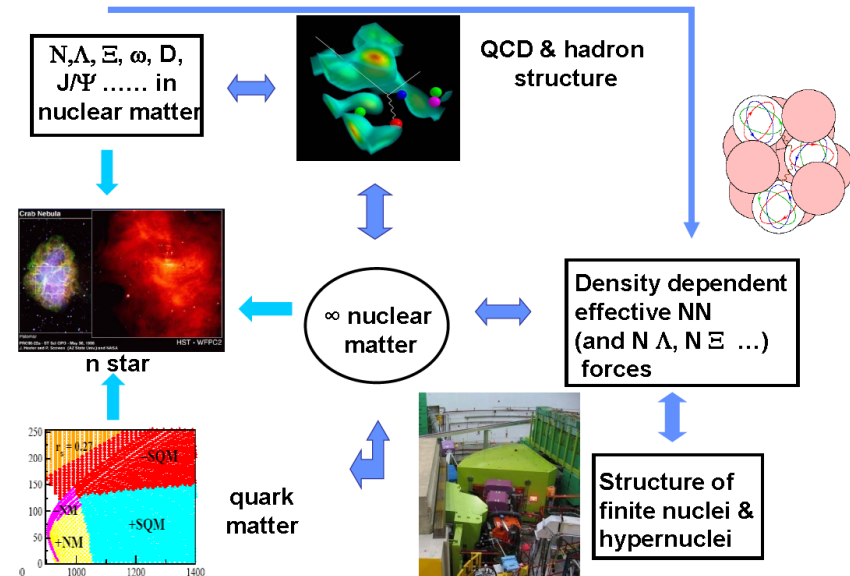 N,Λ, Ξ, ω, D,
J/Ψ …… in
nuclear matter
QCD & hadron
structure
Crab Nebula
Palomar
HST • WFPC2
n star
∞ nuclear
matter
Density dependent
effective NN
(and N Λ, N Ξ …)
forces
250
200
150
100
50
0
-SQM
-NM
+SQM
+NM
0
1000
1200
1400
quark
matter
Structure of
finite nuclei &
hypernuclei